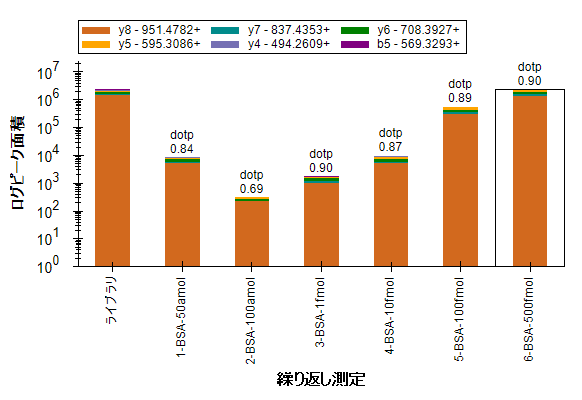 y8 - 951.4782+ y7 - 837.4353+ y6 - 708.3927+
y5 - 595.3086+ y4 - 494.2609+ b5 - 569.3293+
ログピーク面積
10^7
10^6
10^5
10^4
10^3
10^2
10^1
10^0
dotp
0.84
dotp
0.69
dotp
0.90
dotp
0.87
dotp
0.89
dotp
0.90
ライブラリ
1-BSA-50amol
2-BSA-100amol
3-BSA-1fmol
4-BSA-10fmol
5-BSA-100fmol
6-BSA-500fmol
繰り返し測定